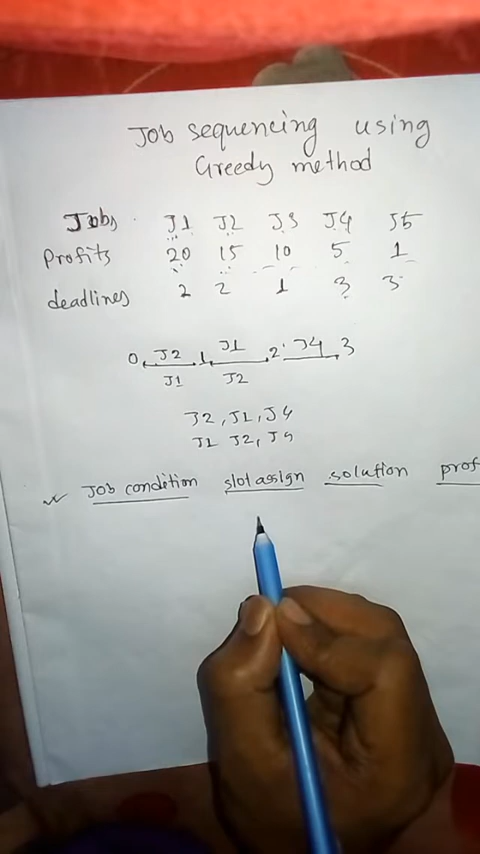 Job sequencing using
Greedy method
Jobs J1 J2 J3 J4 J5
Profits 20 15 10 5 1
deadlines 2 2 1 3 3
0 J2 1 J1 2 J4 3
J1 J2
J2, J1, J4
J1 J2, J4
Job condition slot assign solution prof